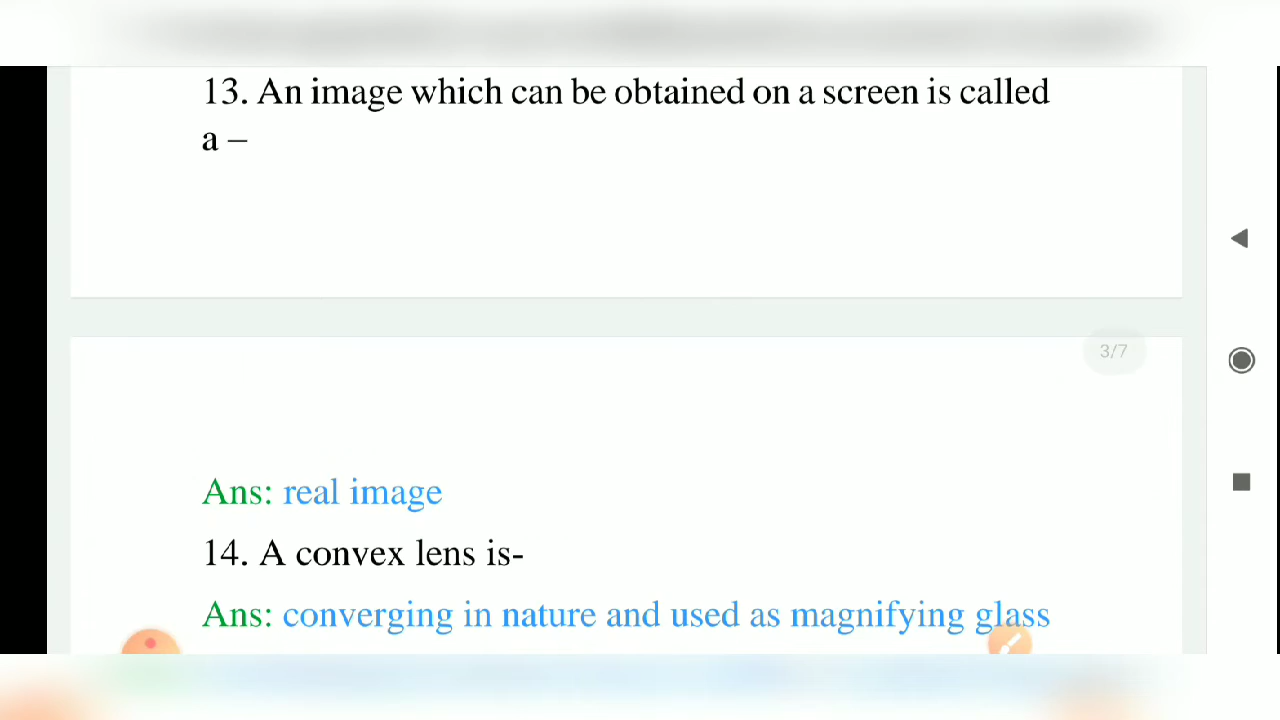 13. An image which can be obtained on a screen is called
a –
3/7
Ans: real image
14. A convex lens is-
Ans: converging in nature and used as magnifying glass